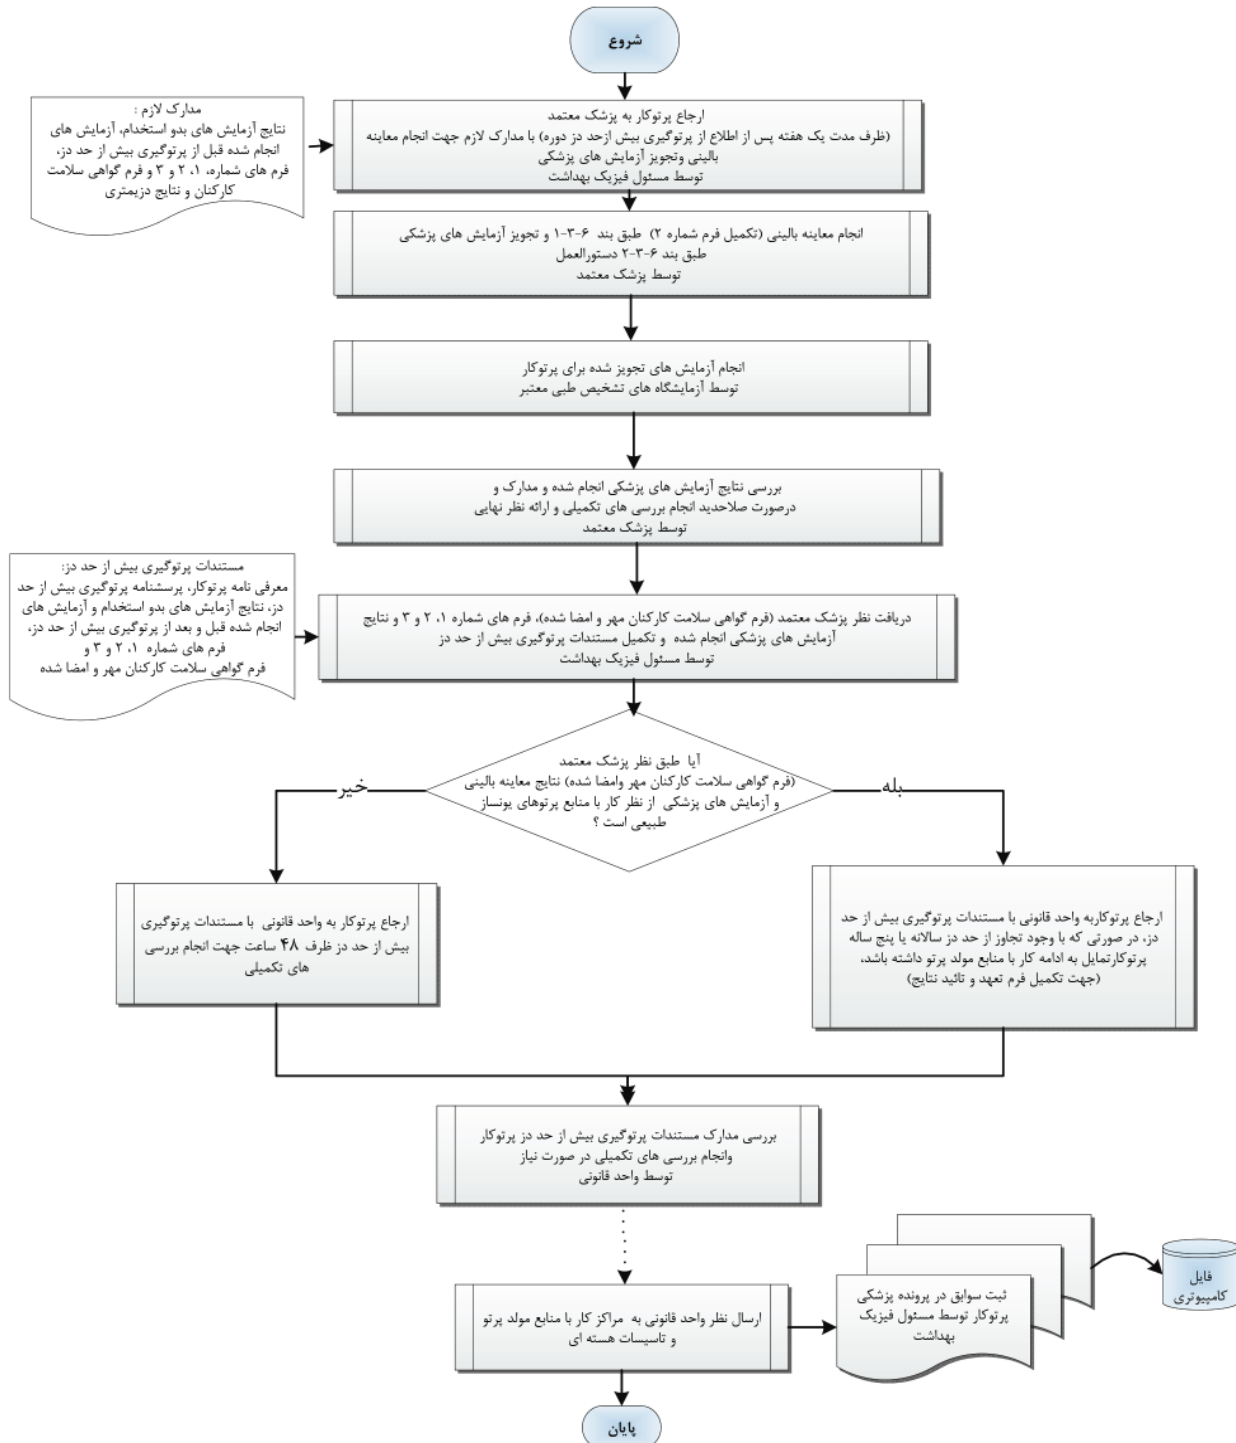 شروع
مدارک لازم :
نتایج آزمایش های بدو استخدام، آزمایش های
انجام شده قبل از پرتوگیری بیش از حد دز،
فرم های شماره، ۱، ۲ و ۳ و فرم گواهی سلامت
کارکنان و نتایج دزیمتری
ارجاع پرتوکار به پزشک معتمد
(ظرف مدت یک هفته پس از اطلاع از پرتوگیری بیش ازحد دز دوره) با مدارک لازم جهت انجام معاینه
بالینی وتجویز آزمایش های پزشکی
توسط مسئول فیزیک بهداشت
انجام معاینه بالینی (تکمیل فرم شماره ۲) طبق بند ۶-۳-۱ و تجویز آزمایش های پزشکی
طبق بند ۶-۳-۲ دستورالعمل
توسط پزشک معتمد
انجام آزمایش های تجویز شده برای پرتوکار
توسط آزمایشگاه های تشخیص طبی معتبر
بررسی نتایج آزمایش های پزشکی انجام شده و مدارک و
درصورت صلاحدید انجام بررسی های تکمیلی و ارائه نظر نهایی
توسط پزشک معتمد
مستندات پرتوگیری بیش از حد دز:
معرفی نامه پرتوکار، پرسشنامه پرتوگیری بیش از حد
دز، نتایج آزمایش های بدو استخدام و آزمایش های
انجام شده قبل و بعد از پرتوگیری بیش از حد دز،
فرم های شماره ۱، ۲ و ۳ و
فرم گواهی سلامت کارکنان مهر و امضا شده
دریافت نظر پزشک معتمد (فرم گواهی سلامت کارکنان مهر و امضا شده)، فرم های شماره ۱، ۲ و ۳ و نتایج
آزمایش های پزشکی انجام شده و تکمیل مستندات پرتوگیری بیش از حد دز
توسط مسئول فیزیک بهداشت
آیا طبق نظر پزشک معتمد
(فرم گواهی سلامت کارکنان مهر وامضا شده) نتایج معاینه بالینی
و آزمایش های پزشکی از نظر کار با منابع پرتوهای یونساز
طبیعی است ؟
بله
خیر
ارجاع پرتوکاربه واحد قانونی با مستندات پرتوگیری بیش از حد
دز، در صورتی که با وجود تجاوز از حد دز سالانه یا پنج ساله
پرتوکارتمایل به ادامه کار با منابع مولد پرتو داشته باشد،
(جهت تکمیل فرم تعهد و تائید نتایج)
ارجاع پرتوکار به واحد قانونی با مستندات پرتوگیری
بیش از حد دز ظرف ۴۸ ساعت جهت انجام بررسی
های تکمیلی
بررسی مدارک مستندات پرتوگیری بیش از حد دز پرتوکار
وانجام بررسی های تکمیلی در صورت نیاز
توسط واحد قانونی
ارسال نظر واحد قانونی به مراکز کار با منابع مولد پرتو
و تاسیسات هسته ای
ثبت سوابق در پرونده پزشکی
پرتوکار توسط مسئول فیزیک
بهداشت
فایل
کامپیوتری
پایان